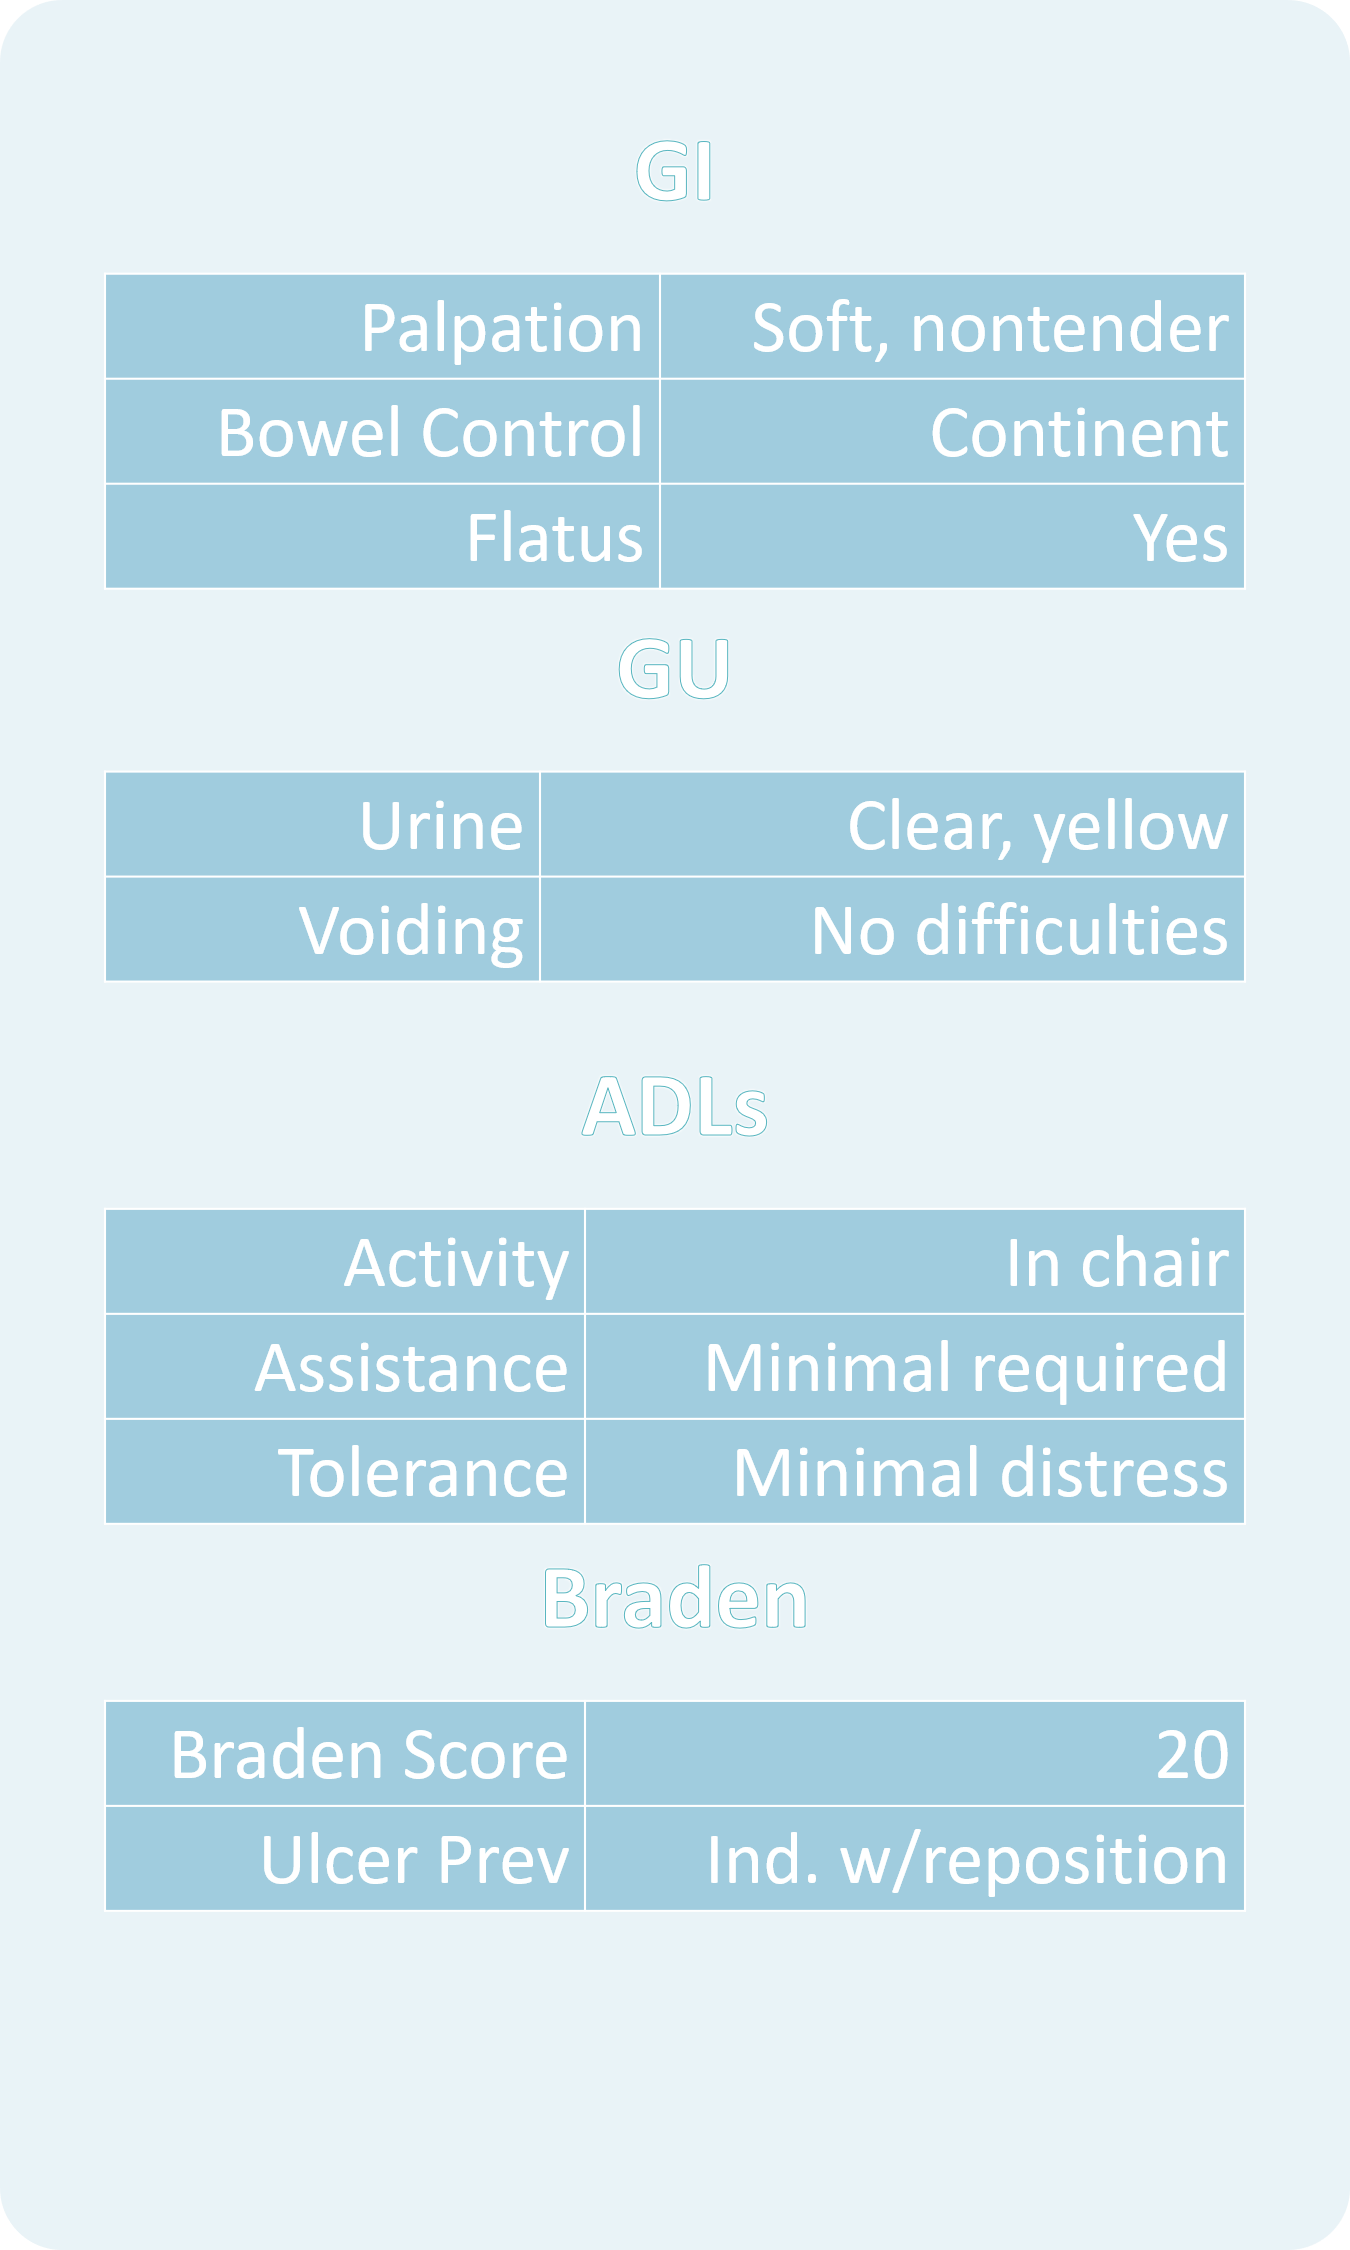 GI
Palpation Soft, nontender
Bowel Control Continent
Flatus Yes
GU
Urine Clear, yellow
Voiding No difficulties
ADLs
Activity In chair
Assistance Minimal required
Tolerance Minimal distress
Braden
Braden Score 20
Ulcer Prev Ind. w/reposition